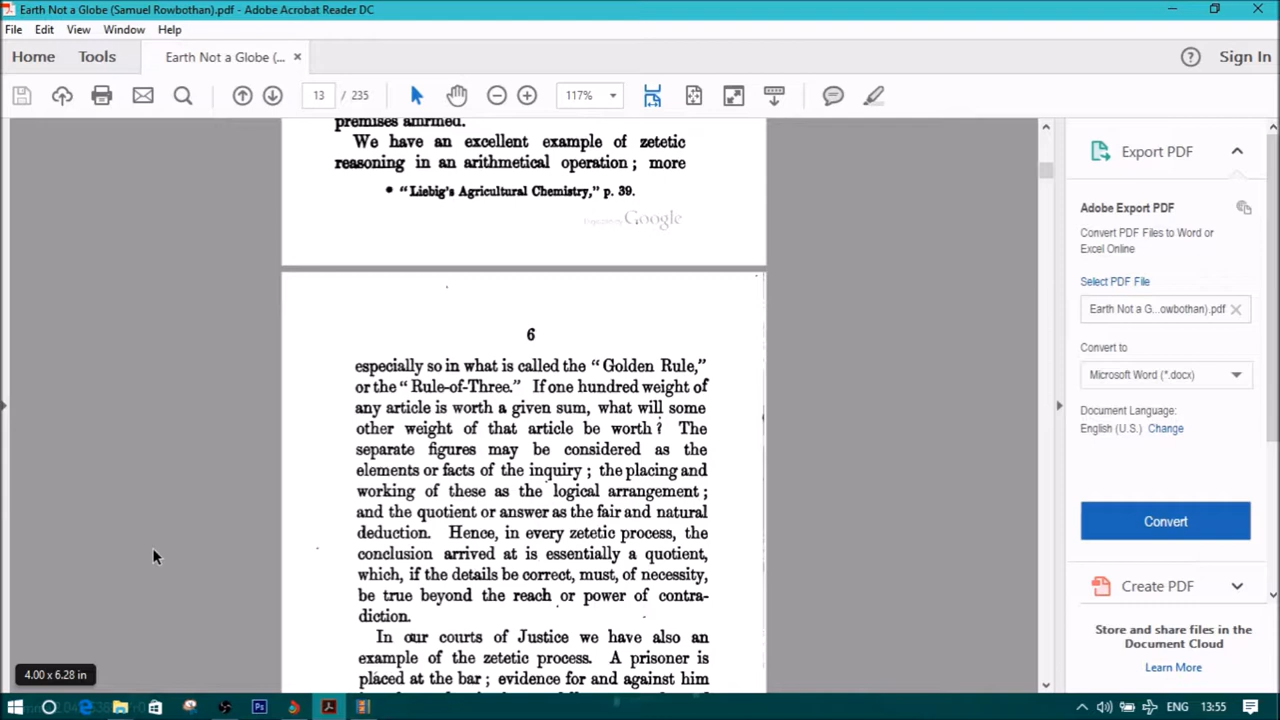 Earth Not a Globe (Samuel Rowbothan).pdf - Adobe Acrobat Reader DC
File Edit View Window Help
Home Tools Earth Not a Globe (... × Sign In
13 / 235 117%
premises affirmed.
We have an excellent example of zetetic
reasoning in an arithmetical operation ; more
• "Liebig's Agricultural Chemistry," p. 39.
Google
6
especially so in what is called the "Golden Rule,"
or the "Rule-of-Three." If one hundred weight of
any article is worth a given sum, what will some
other weight of that article be worth? The
separate figures may be considered as the
elements or facts of the inquiry ; the placing and
working of these as the logical arrangement ;
and the quotient or answer as the fair and natural
deduction. Hence, in every zetetic process, the
conclusion arrived at is essentially a quotient,
which, if the details be correct, must, of necessity,
be true beyond the reach or power of contra-
diction.
In our courts of Justice we have also an
example of the zetetic process. A prisoner is
placed at the bar ; evidence for and against him
Export PDF
Adobe Export PDF
Convert PDF Files to Word or
Excel Online
Select PDF File
Earth Not a G...owbothan).pdf ×
Convert to
Microsoft Word (*.docx)
Document Language:
English (U.S.) Change
Convert
Create PDF
Store and share files in the
Document Cloud
Learn More
4.00 x 6.28 in
ENG 13:55